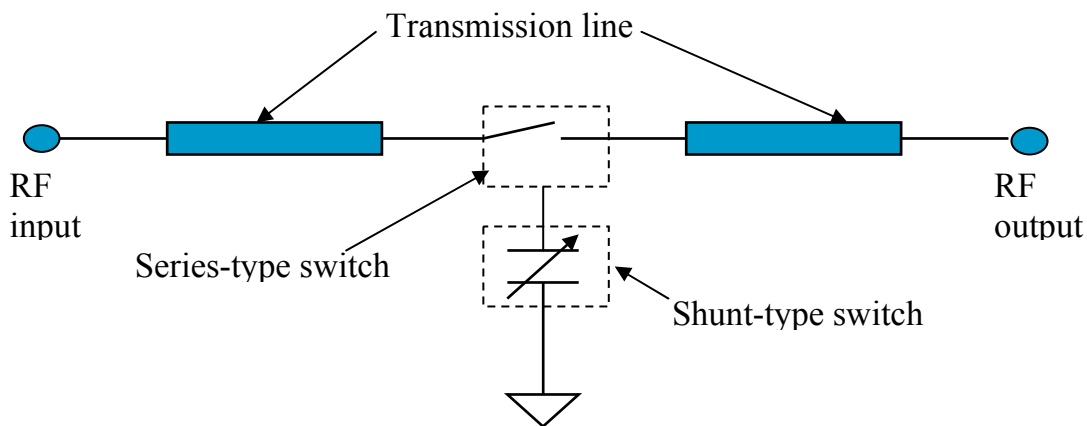 Transmission line
RF
input
RF
output
Series-type switch
Shunt-type switch